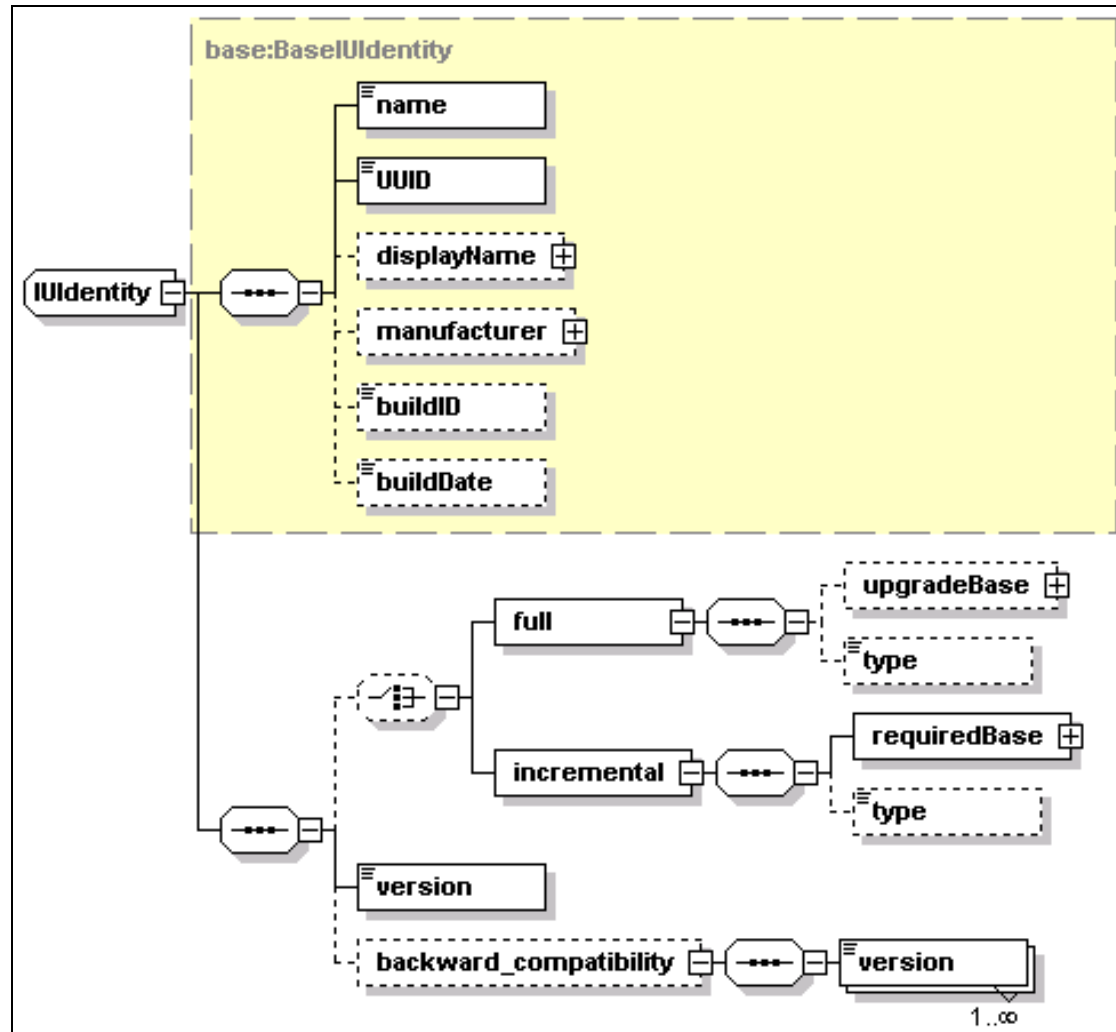 base:BaseIUIdentity
name
UUID
displayName
IUIdentity
manufacturer
buildID
buildDate
upgradeBase
full
type
requiredBase
incremental
type
version
backward_compatibility
version
1..∞